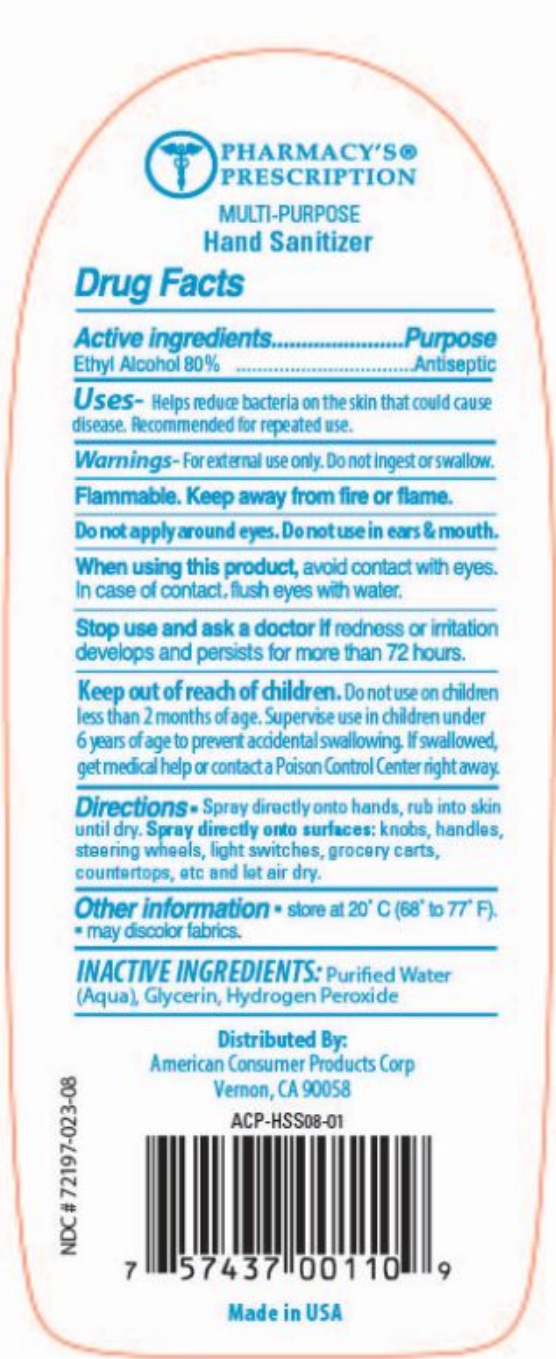 PHARMACY'S®
PRESCRIPTION
MULTI-PURPOSE
Hand Sanitizer
Drug Facts
Active ingredients......................Purpose
Ethyl Alcohol 80% ..................................Antiseptic
Uses- Helps reduce bacteria on the skin that could cause
disease. Recommended for repeated use.
Warnings- For external use only. Do not ingest or swallow.
Flammable. Keep away from fire or flame.
Do not apply around eyes. Do not use in ears & mouth.
When using this product, avoid contact with eyes.
In case of contact, flush eyes with water.
Stop use and ask a doctor If redness or irritation
develops and persists for more than 72 hours.
Keep out of reach of children. Do not use on children
less than 2 months of age. Supervise use in children under
6 years of age to prevent accidental swallowing. If swallowed,
get medical help or contact a Poison Control Center right away.
Directions ▪ Spray directly onto hands, rub into skin
until dry. Spray directly onto surfaces: knobs, handles,
steering wheels, light switches, grocery carts,
countertops, etc and let air dry.
Other information ▪ store at 20° C (68° to 77° F).
▪ may discolor fabrics.
INACTIVE INGREDIENTS: Purified Water
(Aqua), Glycerin, Hydrogen Peroxide
Distributed By:
American Consumer Products Corp
Vernon, CA 90058
ACP-HSS08-01
NDC # 72197-023-08
7 57437 00110 9
Made in USA